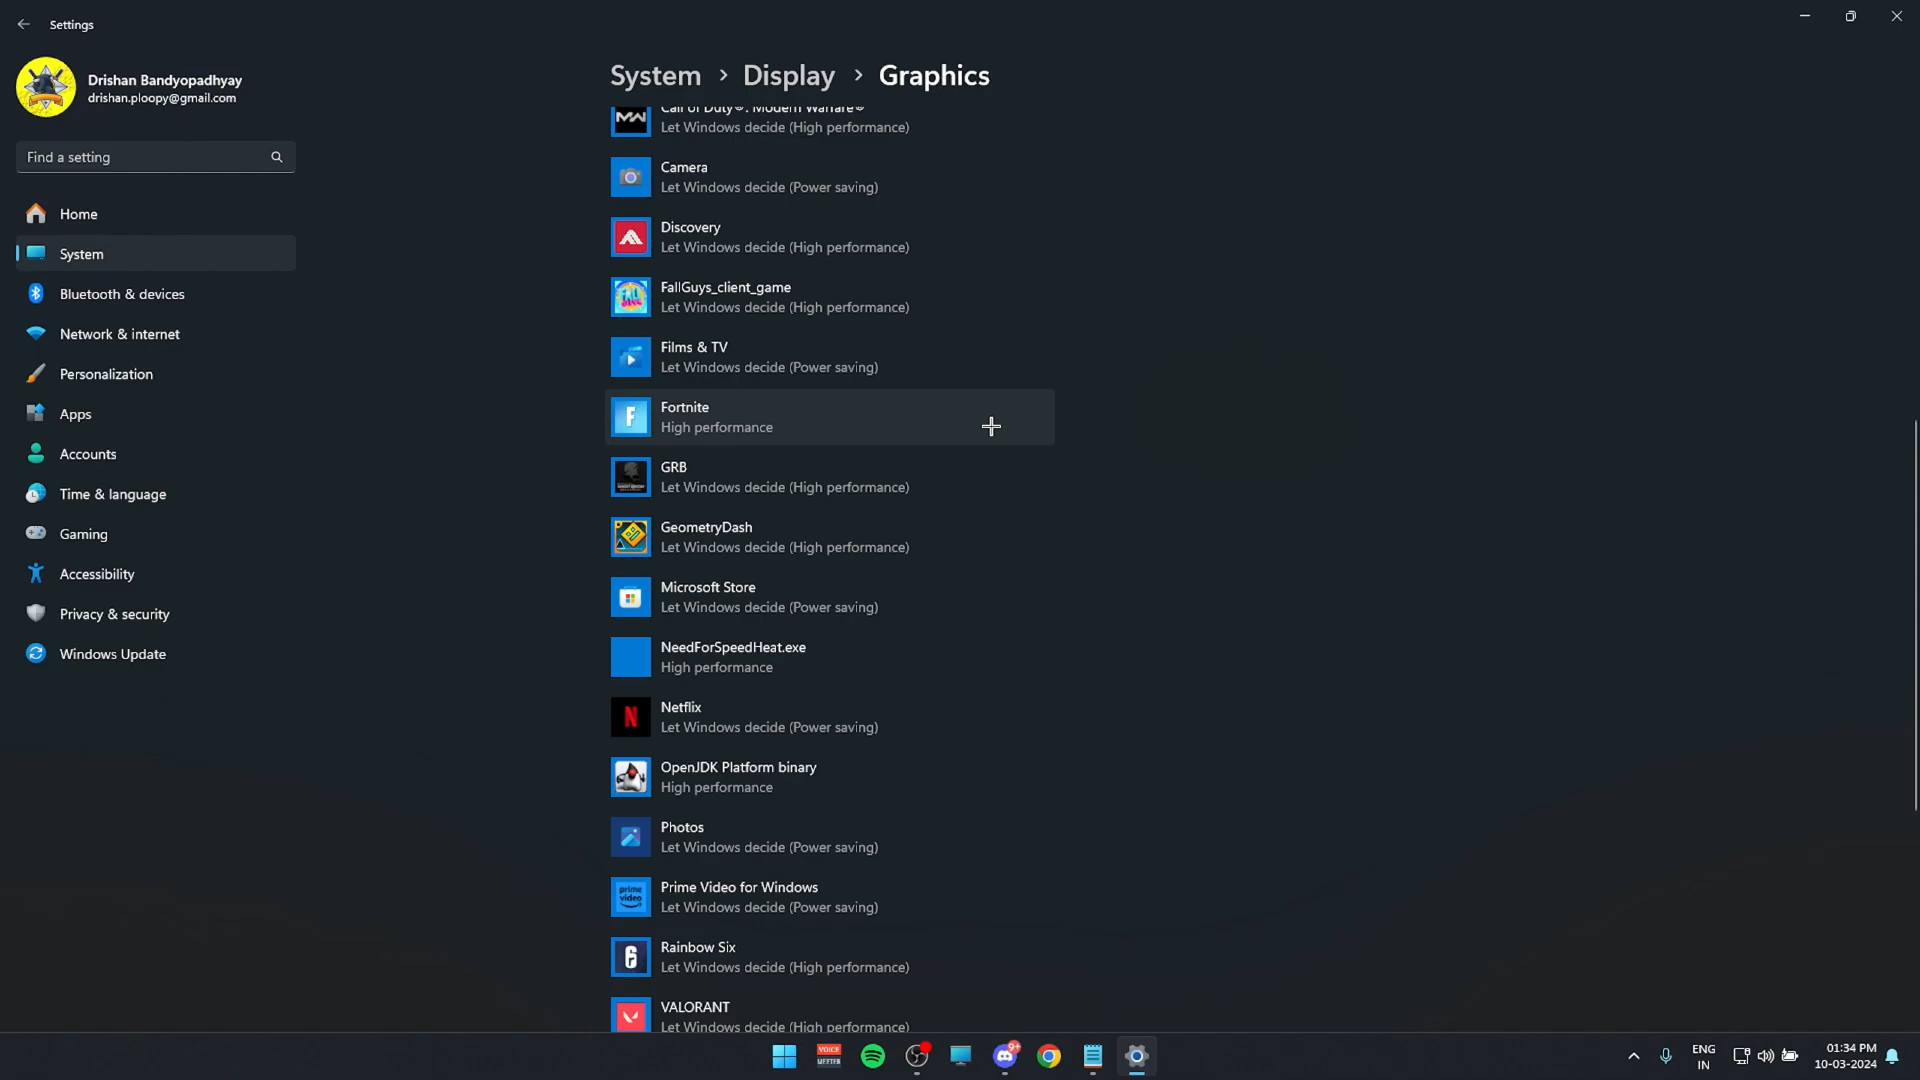 Settings
Drishan Bandyopadhyay
drishan.ploopy@gmail.com
Find a setting
Home
System
Bluetooth & devices
Network & internet
Personalization
Apps
Accounts
Time & language
Gaming
Accessibility
Privacy & security
Windows Update
System > Display > Graphics
Call of Duty®: Modern Warfare®
Let Windows decide (High performance)
Camera
Let Windows decide (Power saving)
Discovery
Let Windows decide (High performance)
FallGuys_client_game
Let Windows decide (High performance)
Films & TV
Let Windows decide (Power saving)
Fortnite
High performance
GRB
Let Windows decide (High performance)
GeometryDash
Let Windows decide (High performance)
Microsoft Store
Let Windows decide (Power saving)
NeedForSpeedHeat.exe
High performance
Netflix
Let Windows decide (Power saving)
OpenJDK Platform binary
High performance
Photos
Let Windows decide (Power saving)
prime video
Prime Video for Windows
Let Windows decide (Power saving)
Rainbow Six
Let Windows decide (High performance)
VALORANT
Let Windows decide (High performance)
VOICE
MEETER
9+
ENG
IN
01:34 PM
10-03-2024